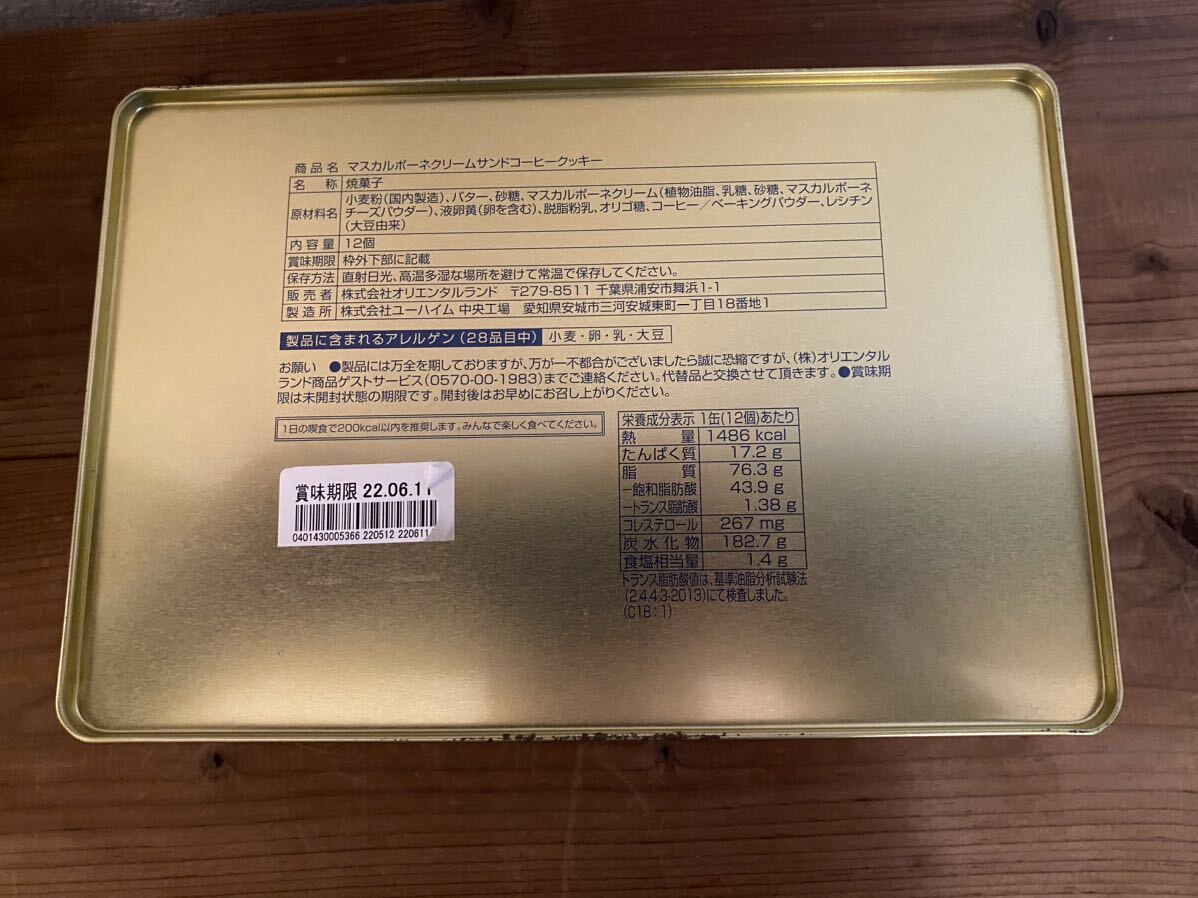 商品名 マスカルポーネクリームサンドコーヒークッキー
名 称 焼菓子
原材料名 小麦粉(国内製造)、バター、砂糖、マスカルポーネクリーム(植物油脂、乳糖、砂糖、マスカルポーネ
チーズパウダー)、液卵黄(卵を含む)、脱脂粉乳、オリゴ糖、コーヒー／ベーキングパウダー、レシチン
(大豆由来)
内容量 12個
賞味期限 枠外下部に記載
保存方法 直射日光、高温多湿な場所を避けて常温で保存してください。
販売者 株式会社オリエンタルランド 〒279-8511 千葉県浦安市舞浜1-1
製造所 株式会社ユーハイム 中央工場 愛知県安城市三河安城東町一丁目18番地1
製品に含まれるアレルゲン(28品目中) 小麦・卵・乳・大豆
お願い ●製品には万全を期しておりますが、万が一不都合がございましたら誠に恐縮ですが、(株)オリエンタル
ランド商品ゲストサービス(0570-00-1983)までご連絡ください。代替品と交換させて頂きます。●賞味期
限は未開封状態の期限です。開封後はお早めにお召し上がりください。
1日の喫食で200kcal以内を推奨します。みんなで楽しく食べてください。
栄養成分表示 1缶(12個)あたり
熱 量 1486 kcal
たんぱく質 17.2 g
脂 質 76.3 g
－飽和脂肪酸 43.9 g
－トランス脂肪酸 1.38 g
コレステロール 267 mg
炭水化物 182.7 g
食塩相当量 1.4 g
トランス脂肪酸値は、基準油脂分析試験法
(2.4.4.3-2013)にて検査しました。
(C18:1)
賞味期限 22.06.11
0401430005366 220512 220611